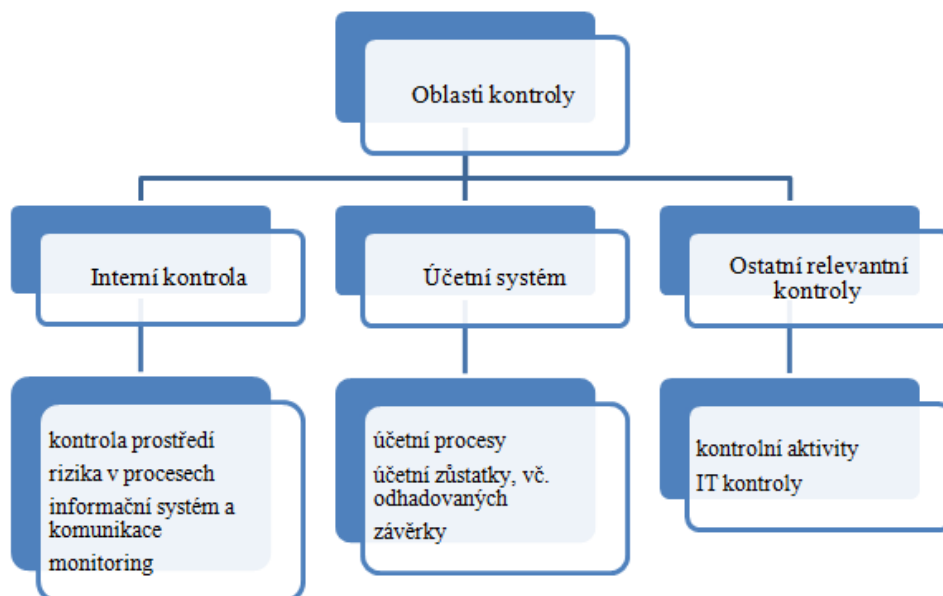 Oblasti kontroly
Interní kontrola
Účetní systém
Ostatní relevantní
kontroly
kontrola prostředí
rizika v procesech
informační systém a
komunikace
monitoring
účetní procesy
účetní zůstatky, vč.
odhadovaných
závěrky
kontrolní aktivity
IT kontroly